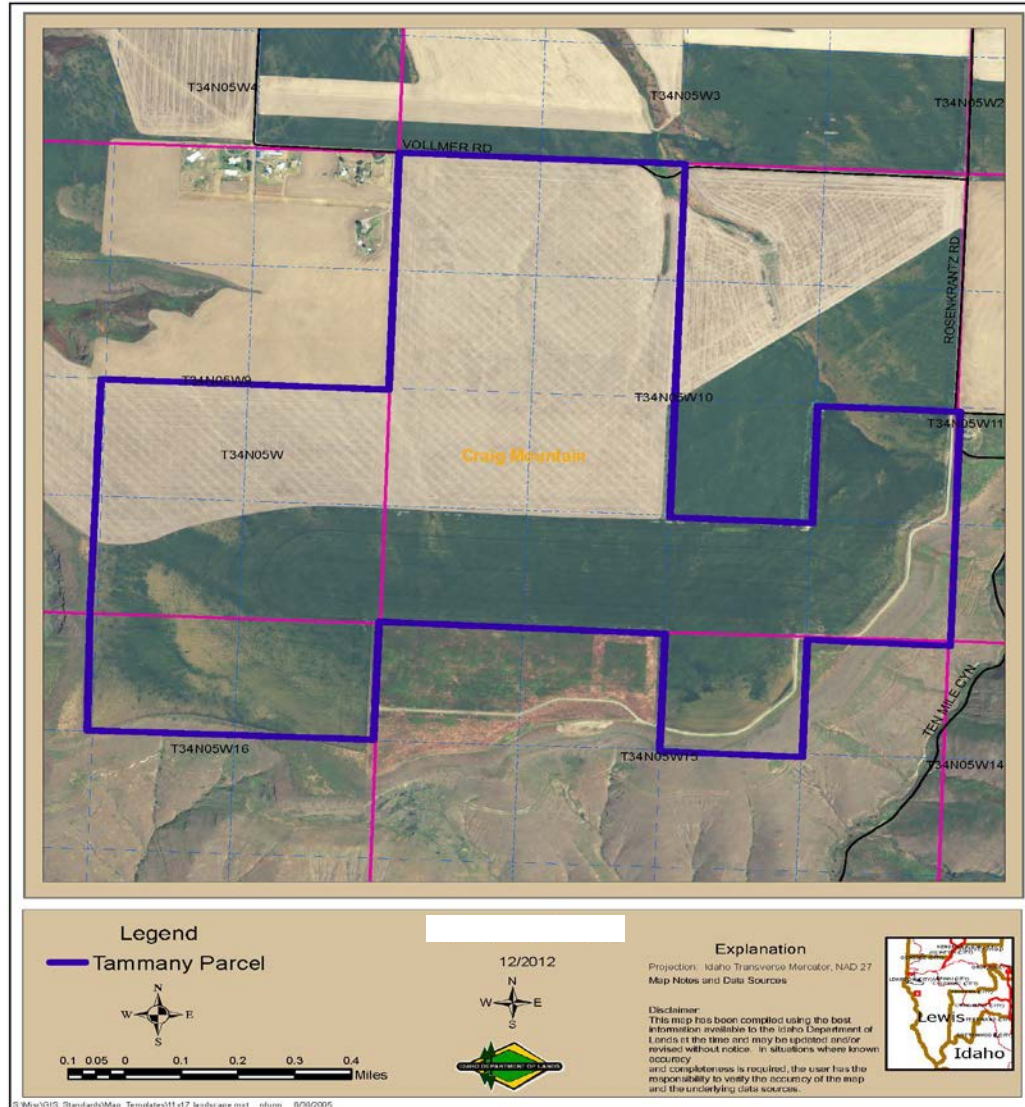 T34N05W4
T34N05W3
T34N05W2
VOLLMER RD
ROSENKRANTZ RD
T34N05W9
T34N05W10
T34N05W11
T34N05W
Craig Mountain
TEN MILE CYN
T34N05W16
T34N05W15
T34N05W14
Legend
Tammany Parcel
N
W E
S
0.1 0.05 0 0.1 0.2 0.3 0.4
Miles
12/2012
N
W E
S
IDAHO DEPARTMENT OF LANDS
Explanation
Projection: Idaho Transverse Mercator, NAD 27
Map Notes and Data Sources
Disclaimer:
This map has been compiled using the best
information available to the Idaho Department of
Lands at the time and may be updated and/or
revised without notice. In situations where known
accuracy
and completeness is required, the user has the
responsibility to verify the accuracy of the map
and the underlying data sources.
Lewis
Idaho